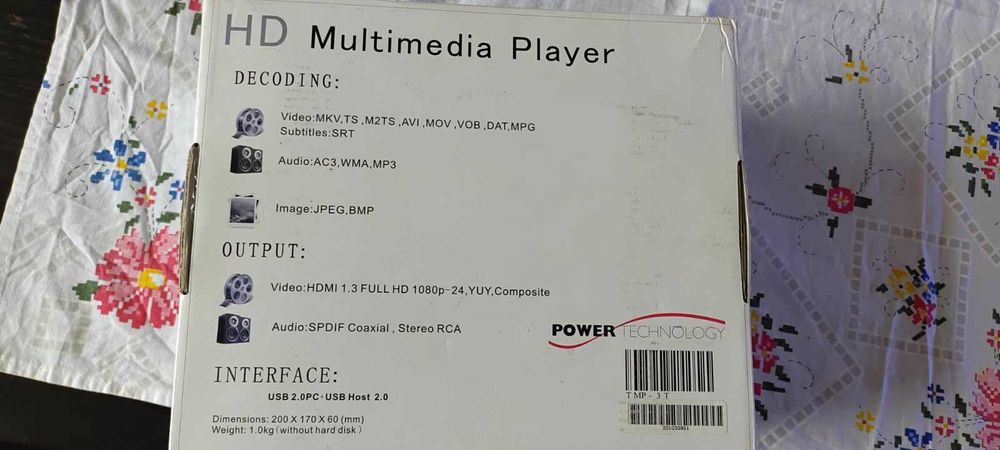 HD Multimedia Player
DECODING:
Video:MKV,TS ,M2TS ,AVI ,MOV ,VOB ,DAT,MPG
Subtitles:SRT
Audio:AC3,WMA,MP3
Image:JPEG,BMP
OUTPUT:
Video:HDMI 1.3 FULL HD 1080p-24,YUY,Composite
Audio:SPDIF Coaxial , Stereo RCA
POWER TECHNOLOGY
INTERFACE:
USB 2.0PC+USB Host 2.0
TMP - 3T
Dimensions: 200 X 170 X 60 (mm)
Weight: 1.0kg (without hard disk )